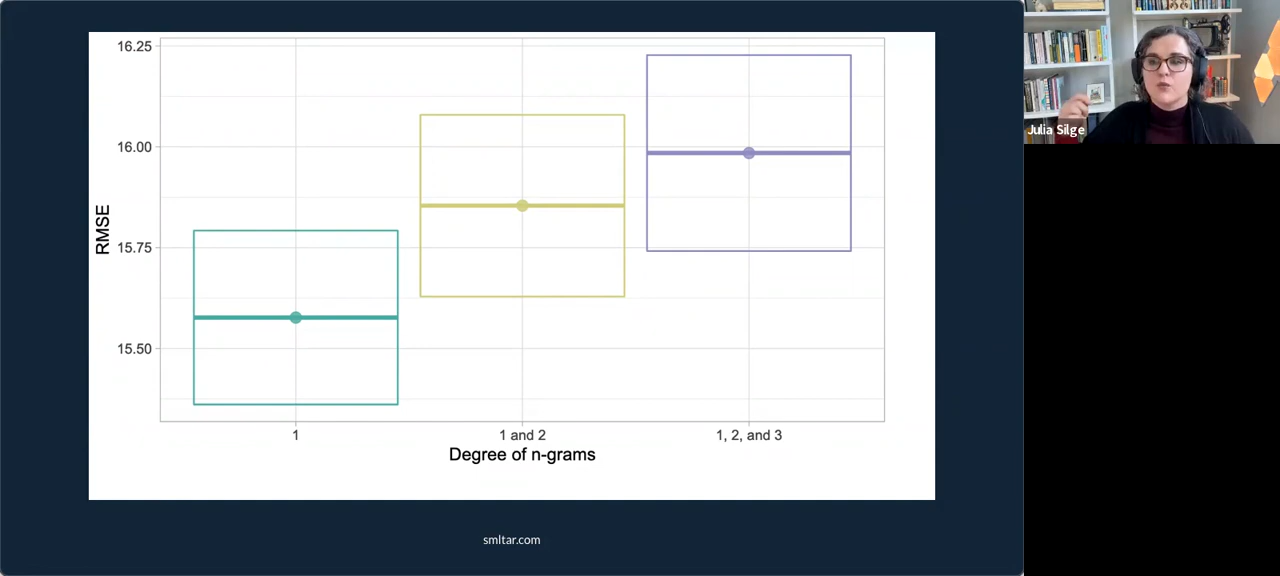 16.25
16.00
15.75
15.50
RMSE
1
1 and 2
1, 2, and 3
Degree of n-grams
smltar.com
Julia Silge